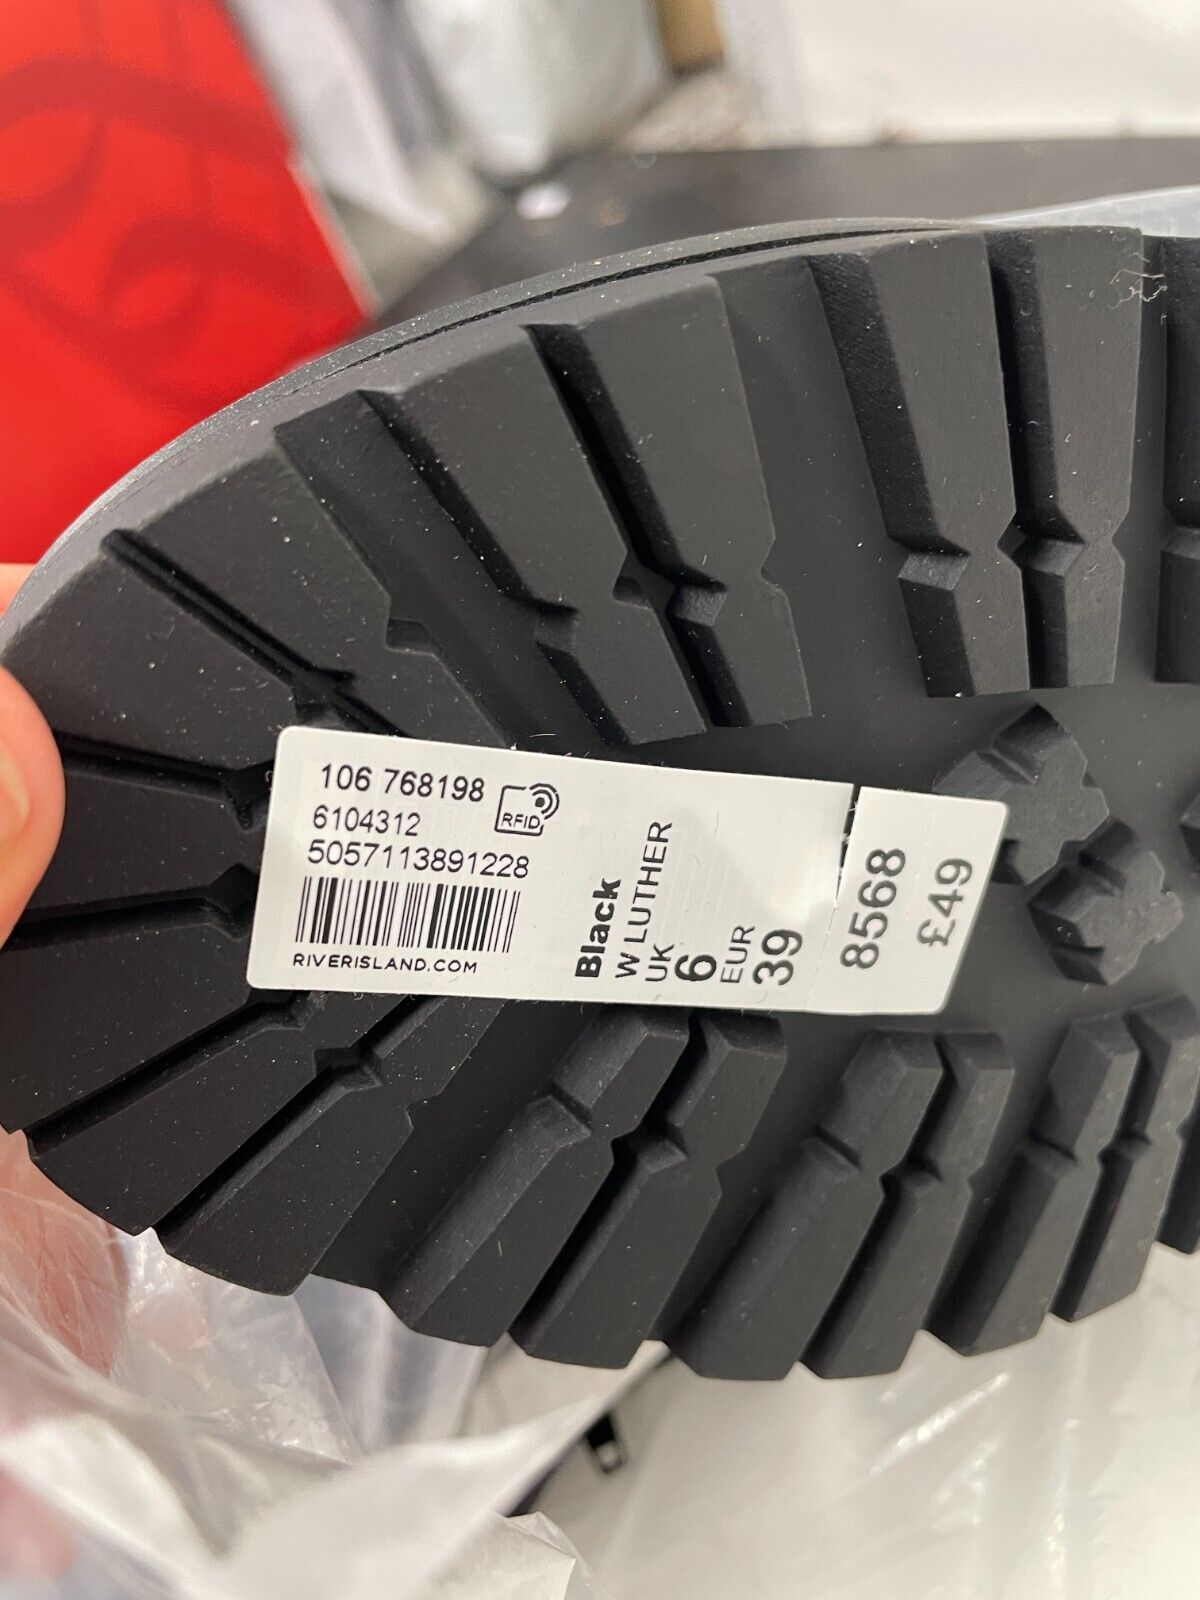 106 768198
RFID
6104312
5057113891228
RIVERISLAND.COM
Black
W LUTHER
UK
6
EUR
39
8568
£49